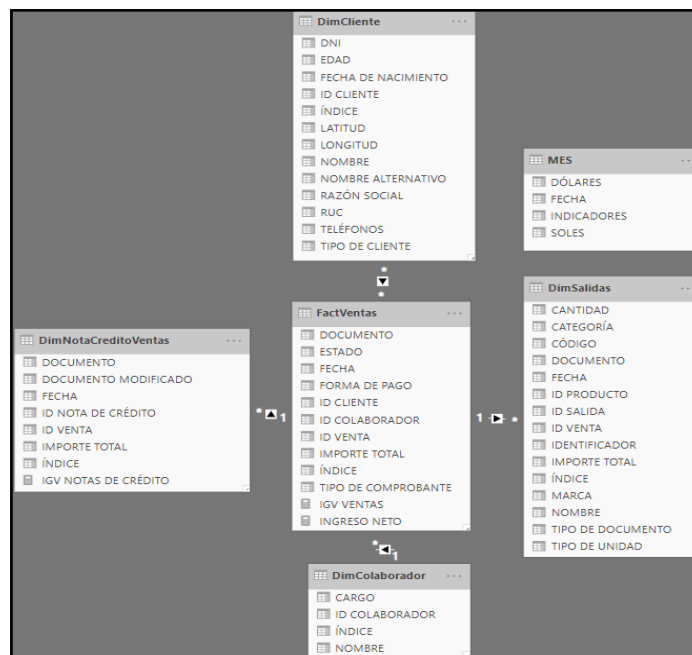 DimCliente
DNI
EDAD
FECHA DE NACIMIENTO
ID CLIENTE
ÍNDICE
LATITUD
LONGITUD
NOMBRE
NOMBRE ALTERNATIVO
RAZÓN SOCIAL
RUC
TELÉFONOS
TIPO DE CLIENTE
MES
DÓLARES
FECHA
INDICADORES
SOLES
*
*
DimNotaCreditoVentas
DOCUMENTO
DOCUMENTO MODIFICADO
FECHA
ID NOTA DE CRÉDITO
ID VENTA
IMPORTE TOTAL
ÍNDICE
IGV NOTAS DE CRÉDITO
* 1
FactVentas
DOCUMENTO
ESTADO
FECHA
FORMA DE PAGO
ID CLIENTE
ID COLABORADOR
ID VENTA
IMPORTE TOTAL
ÍNDICE
TIPO DE COMPROBANTE
IGV VENTAS
INGRESO NETO
1 *
DimSalidas
CANTIDAD
CATEGORÍA
CÓDIGO
DOCUMENTO
FECHA
ID PRODUCTO
ID SALIDA
ID VENTA
IDENTIFICADOR
IMPORTE TOTAL
ÍNDICE
MARCA
NOMBRE
TIPO DE DOCUMENTO
TIPO DE UNIDAD
* 1
DimColaborador
CARGO
ID COLABORADOR
ÍNDICE
NOMBRE